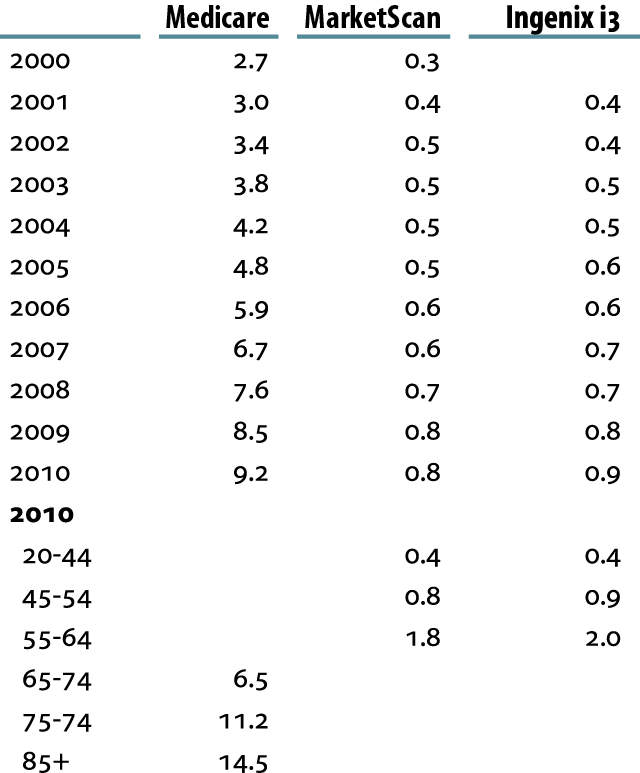 Medicare MarketScan Ingenix i3
2000 2.7 0.3
2001 3.0 0.4 0.4
2002 3.4 0.5 0.4
2003 3.8 0.5 0.5
2004 4.2 0.5 0.5
2005 4.8 0.5 0.6
2006 5.9 0.6 0.6
2007 6.7 0.6 0.7
2008 7.6 0.7 0.7
2009 8.5 0.8 0.8
2010 9.2 0.8 0.9
2010
20-44 0.4 0.4
45-54 0.8 0.9
55-64 1.8 2.0
65-74 6.5
75-74 11.2
85+ 14.5